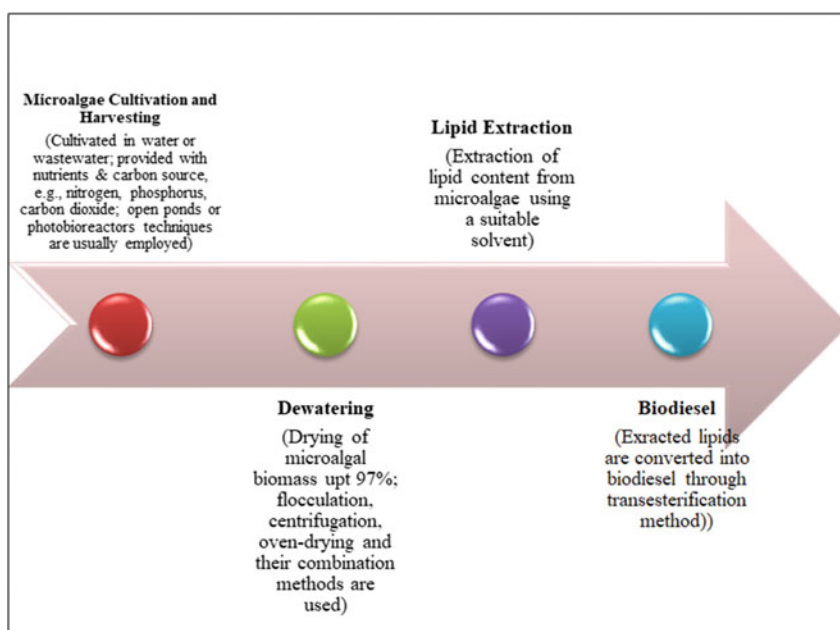 Microalgae Cultivation and
Harvesting
(Cultivated in water or
wastewater; provided with
nutrients & carbon source,
e.g., nitrogen, phosphorus,
carbon dioxide; open ponds or
photobioreactors techniques
are usually employed)
Dewatering
(Drying of
microalgal
biomass upt 97%;
flocculation,
centrifugation,
oven-drying and
their combination
methods are
used)
Lipid Extraction
(Extraction of
lipid content from
microalgae using
a suitable
solvent)
Biodiesel
(Exracted lipids
are converted into
biodiesel through
transesterification
method))